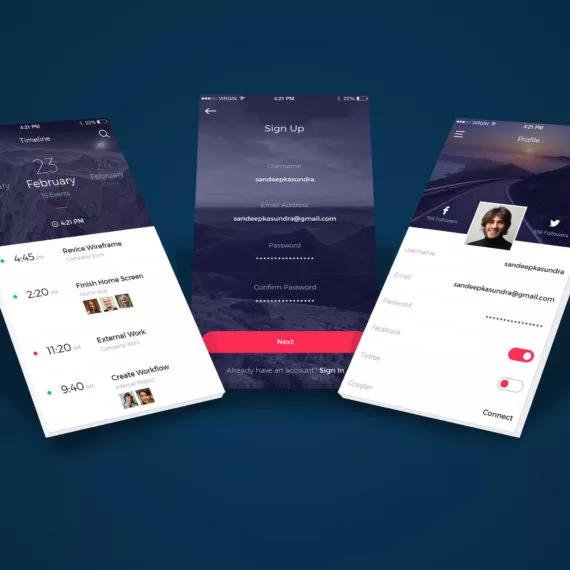 4:21 PM
22%
Timeline
23
February
15 Events
4:21 PM
4:45 PM
Revice Wireframe
Company Work
2:20 PM
Finish Home Screen
11:20 AM
External Work
Company Work
9:40 AM
Create Workflow
Internal Project
VIRGIN
4:21 PM
22%
Sign Up
Username
sandeepkasundra
Email Address
sandeepkasundra@gmail.com
Password
Confirm Password
Next
Already have an account? Sign In
VIRGIN
4:21 PM
Profile
Followers
Followers
Username
sandeepkasundra
Email
sandeepkasundra@gmail.com
Password
Facebook
Twitter
Google+
Connect